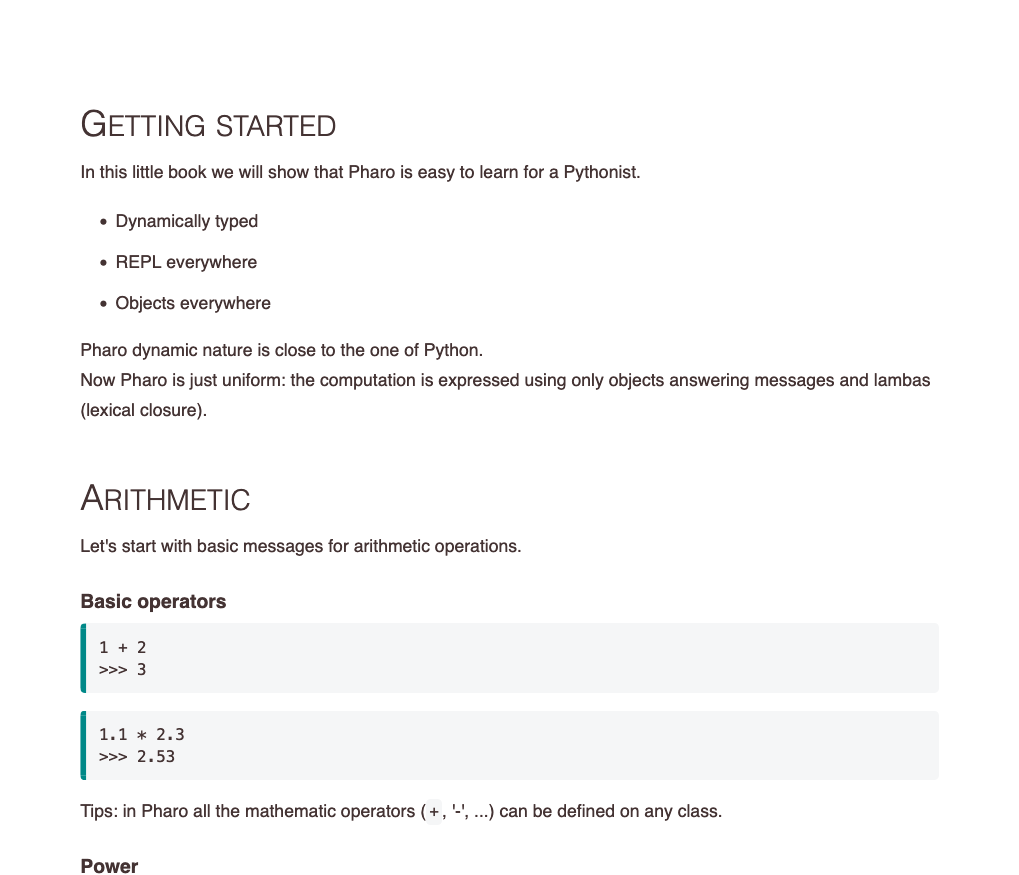 GETTING STARTED
In this little book we will show that Pharo is easy to learn for a Pythonist.
• Dynamically typed
• REPL everywhere
• Objects everywhere
Pharo dynamic nature is close to the one of Python.
Now Pharo is just uniform: the computation is expressed using only objects answering messages and lambas
(lexical closure).
ARITHMETIC
Let's start with basic messages for arithmetic operations.
Basic operators
1 + 2
>>> 3
1.1 * 2.3
>>> 2.53
Tips: in Pharo all the mathematic operators (+, '-', ...) can be defined on any class.
Power